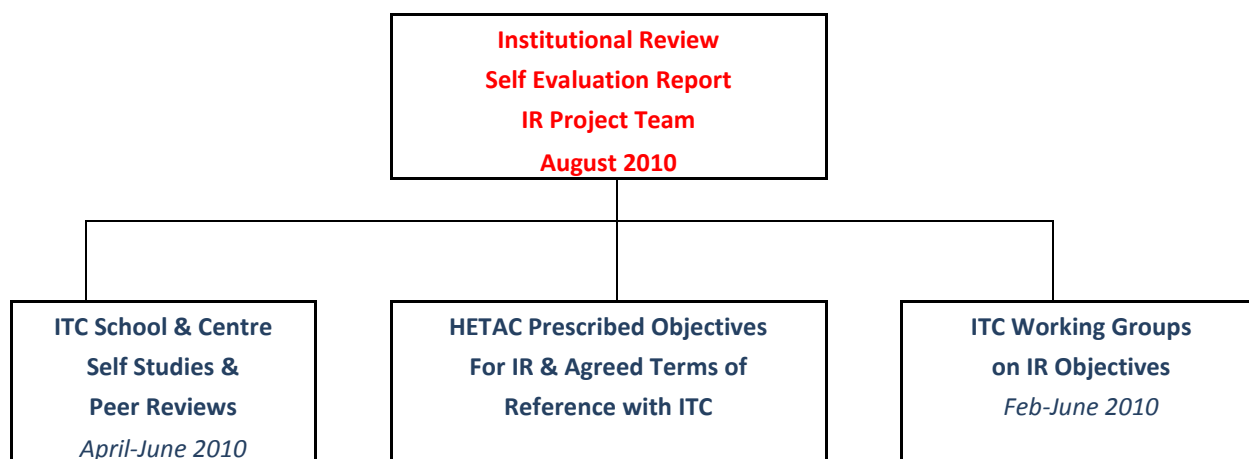 Institutional Review
Self Evaluation Report
IR Project Team
August 2010
ITC School & Centre
Self Studies &
Peer Reviews
April-June 2010
HETAC Prescribed Objectives
For IR & Agreed Terms of
Reference with ITC
ITC Working Groups
on IR Objectives
Feb-June 2010